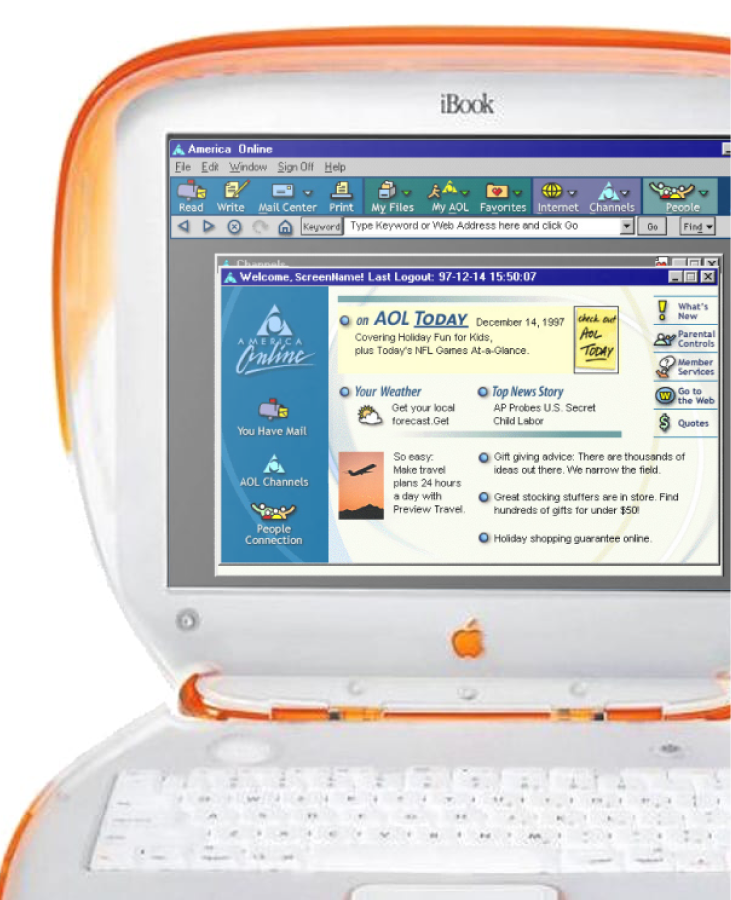 iBook
America Online
File Edit Window Sign Off Help
Read Write Mail Center Print My Files My AOL Favorites Internet Channels People
Keyword Type Keyword or Web Address here and click Go Go Find
Channels
Welcome, ScreenName! Last Logout: 97-12-14 15:50:07
AMERICA
Online
You Have Mail
AOL Channels
People
Connection
on AOL TODAY December 14, 1997
Covering Holiday Fun for Kids,
plus Today's NFL Games At-a-Glance.
check out
AOL
TODAY
Your Weather
Get your local
forecast.Get
Top News Story
AP Probes U.S. Secret
Child Labor
So easy:
Make travel
plans 24 hours
a day with
Preview Travel.
Gift giving advice: There are thousands of
ideas out there. We narrow the field.
Great stocking stuffers are in store. Find
hundreds of gifts for under $50!
Holiday shopping guarantee online.
What's
New
Parental
Controls
Member
Services
Go to
the Web
Quotes